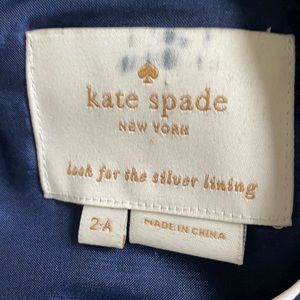 kate spade
NEW YORK
look for the silver lining
2-A
MADE IN CHINA